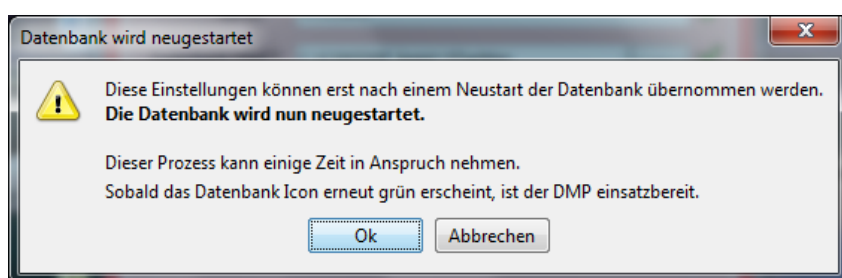 Datenbank wird neugestartet
Diese Einstellungen können erst nach einem Neustart der Datenbank übernommen werden.
Die Datenbank wird nun neugestartet.
Dieser Prozess kann einige Zeit in Anspruch nehmen.
Sobald das Datenbank Icon erneut grün erscheint, ist der DMP einsatzbereit.
Ok
Abbrechen